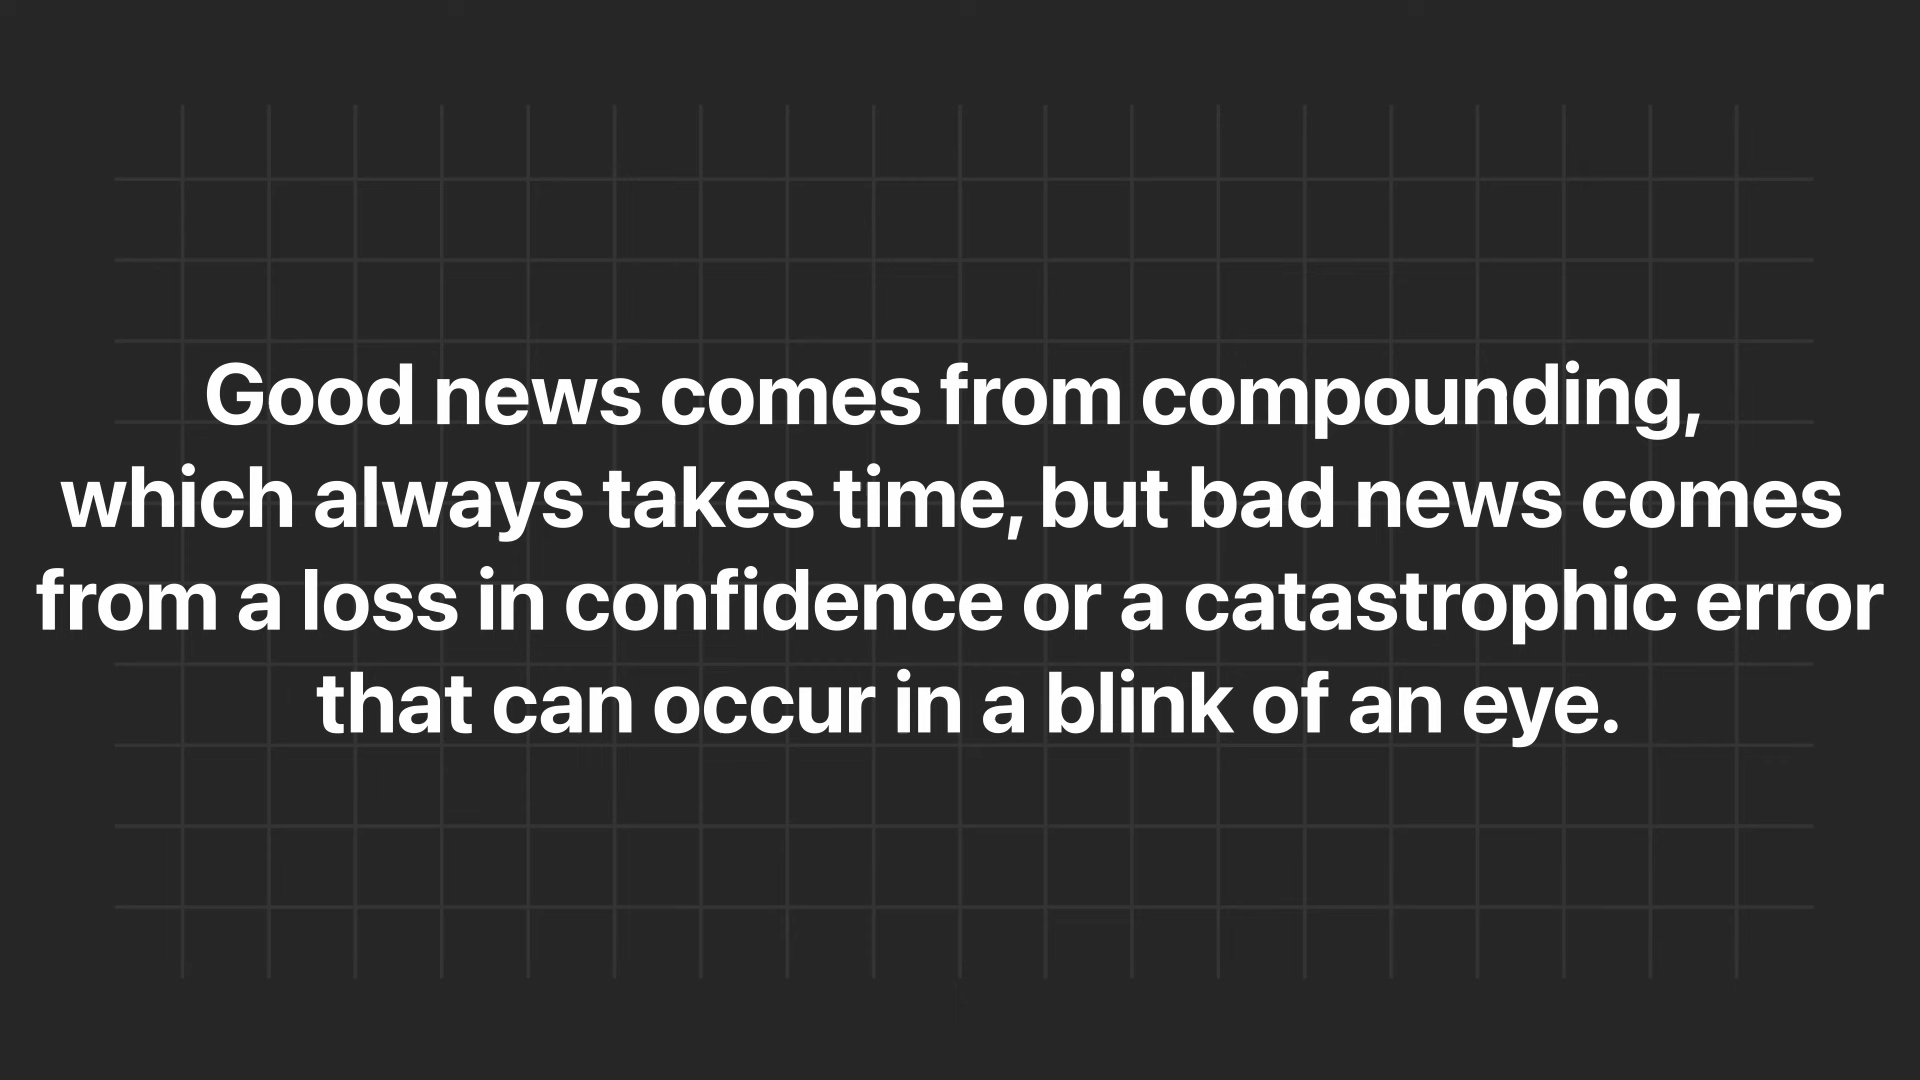 Good news comes from compounding,
which always takes time, but bad news comes
from a loss in confidence or a catastrophic error
that can occur in a blink of an eye.